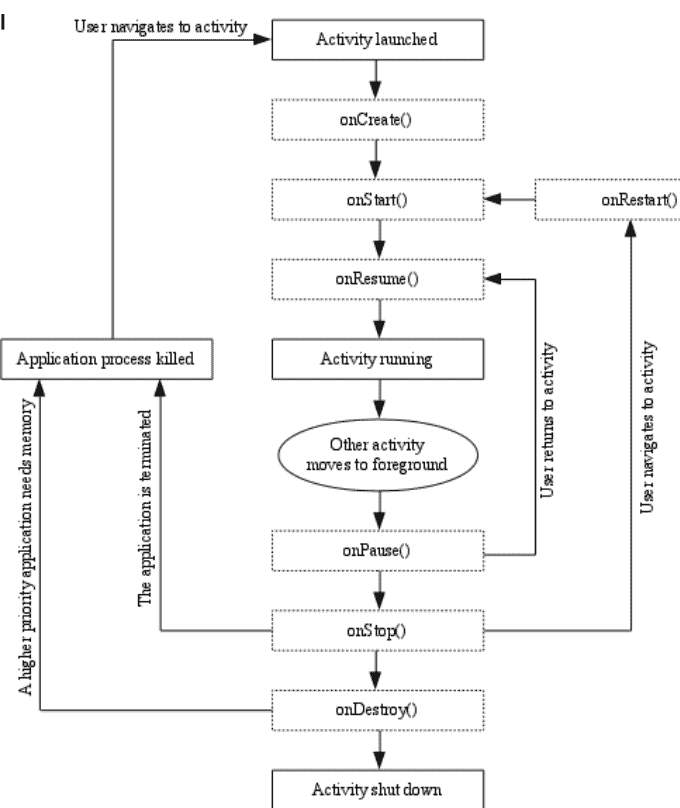 User navigates to activity
Activity launched
onCreate()
onStart()
onRestart()
onResume()
Application process killed
Activity running
Other activity
moves to foreground
User returns to activity
User navigates to activity
A higher priority application needs memory
The application is terminated
onPause()
onStop()
onDestroy()
Activity shut down